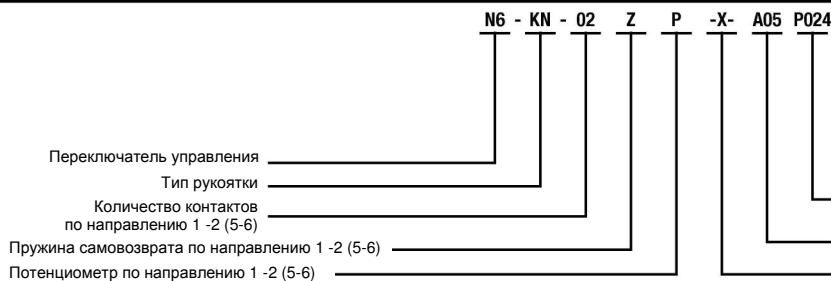 N6 - KN - 02 Z P -X- A05 P024
Переключатель управления
Тип рукоятки
Количество контактов
по направлению 1 -2 (5-6)
Пружина самовозврата по направлению 1 -2 (5-6)
Потенциометр по направлению 1 -2 (5-6)